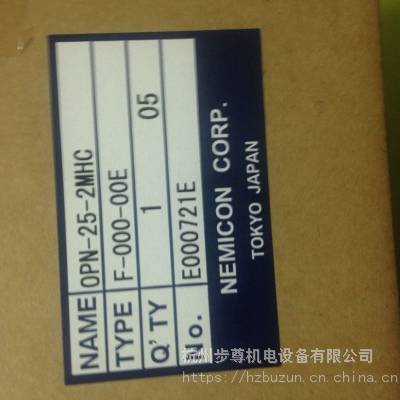 NAME OPN-25-2MHC
TYPE F-000-00E
Q'TY 1 05
No. E000721E
NEMICON CORP.
TOKYO JAPAN
杭州步尊机电设备有限公司
https://hzbuzun.cn.china.cn